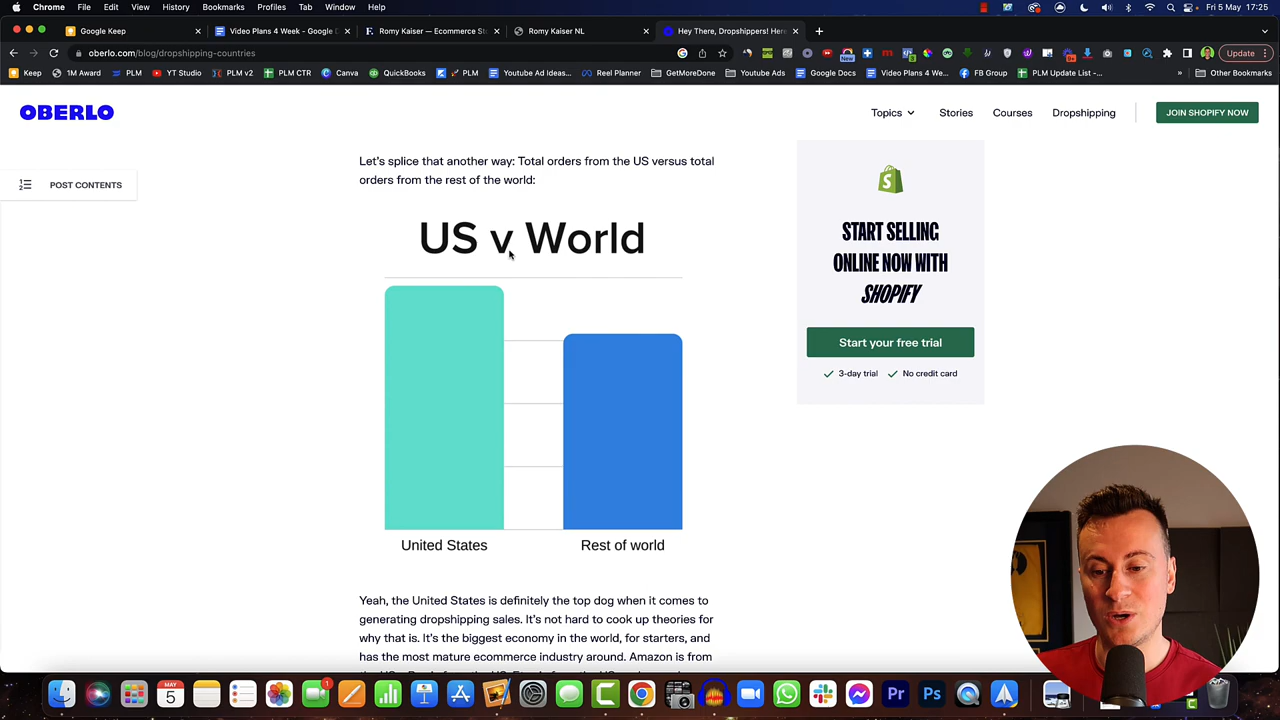 Chrome File Edit View History Bookmarks Profiles Tab Window Help
Fri 5 May 17:25
Google Keep
Video Plans 4 Week - Google D
Romy Kaiser — Ecommerce St
Romy Kaiser NL
Hey There, Dropshippers! Here
oberlo.com/blog/dropshipping-countries
New
Update
Keep 1M Award YT Studio PLM v2 PLM CTR Canva QuickBooks PLM Youtube Ad Ideas... Reel Planner GetMoreDone Youtube Ads Google Docs Video Plans 4 We... FB Group PLM Update List -... » Other Bookmarks
OBERLO
Topics Stories Courses Dropshipping
JOIN SHOPIFY NOW
POST CONTENTS
Let's splice that another way: Total orders from the US versus total
orders from the rest of the world:
US v World
United States Rest of world
Yeah, the United States is definitely the top dog when it comes to
generating dropshipping sales. It's not hard to cook up theories for
why that is. It's the biggest economy in the world, for starters, and
has the most mature ecommerce industry around. Amazon is from
START SELLING
ONLINE NOW WITH
SHOPIFY
Start your free trial
3-day trial No credit card
MAY
5
1
Pr
Ps